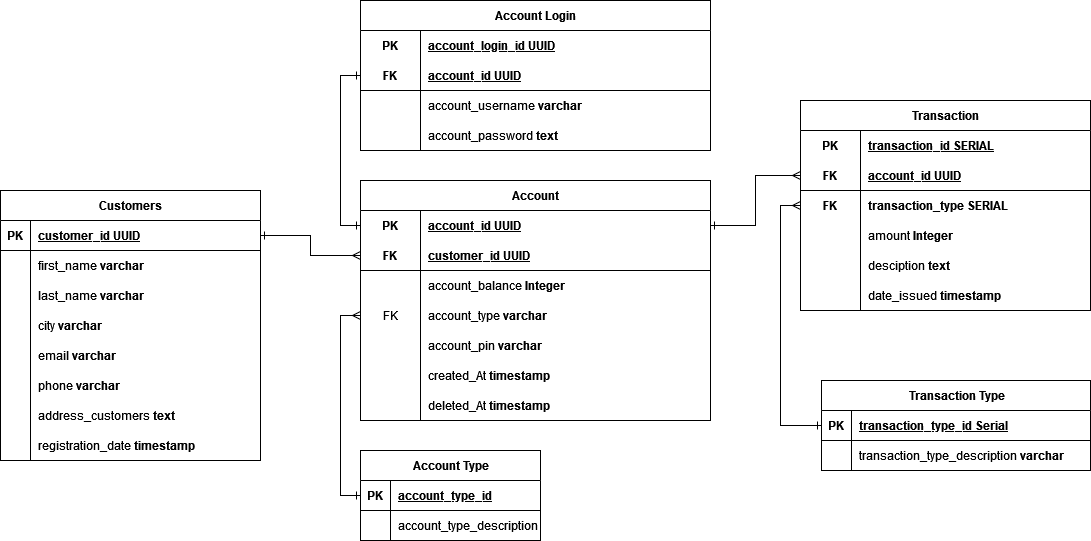 Account Login
PK account_login_id UUID
FK account_id UUID
account_username varchar
account_password text
Transaction
PK transaction_id SERIAL
FK account_id UUID
FK transaction_type SERIAL
amount Integer
desciption text
date_issued timestamp
Customers
PK customer_id UUID
first_name varchar
last_name varchar
city varchar
email varchar
phone varchar
address_customers text
registration_date timestamp
Account
PK account_id UUID
FK customer_id UUID
account_balance Integer
FK account_type varchar
account_pin varchar
created_At timestamp
deleted_At timestamp
Transaction Type
PK transaction_type_id Serial
transaction_type_description varchar
Account Type
PK account_type_id
account_type_description